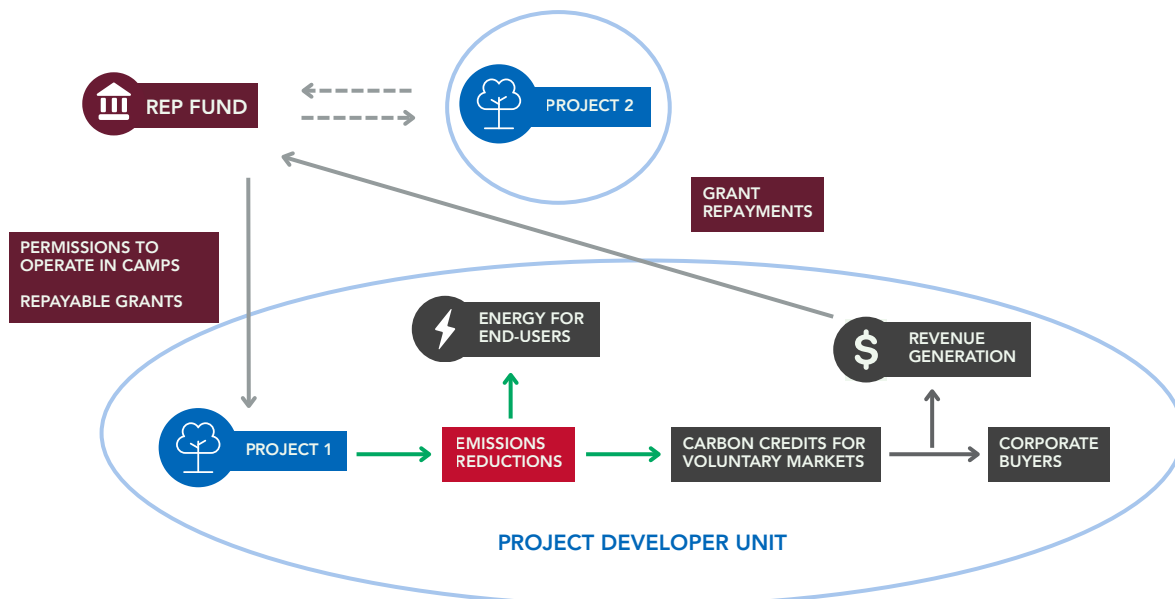 REP FUND
PROJECT 2
GRANT
REPAYMENTS
PERMISSIONS TO
OPERATE IN CAMPS
REPAYABLE GRANTS
ENERGY FOR
END-USERS
$
REVENUE
GENERATION
PROJECT 1
EMISSIONS
REDUCTIONS
CARBON CREDITS FOR
VOLUNTARY MARKETS
CORPORATE
BUYERS
PROJECT DEVELOPER UNIT